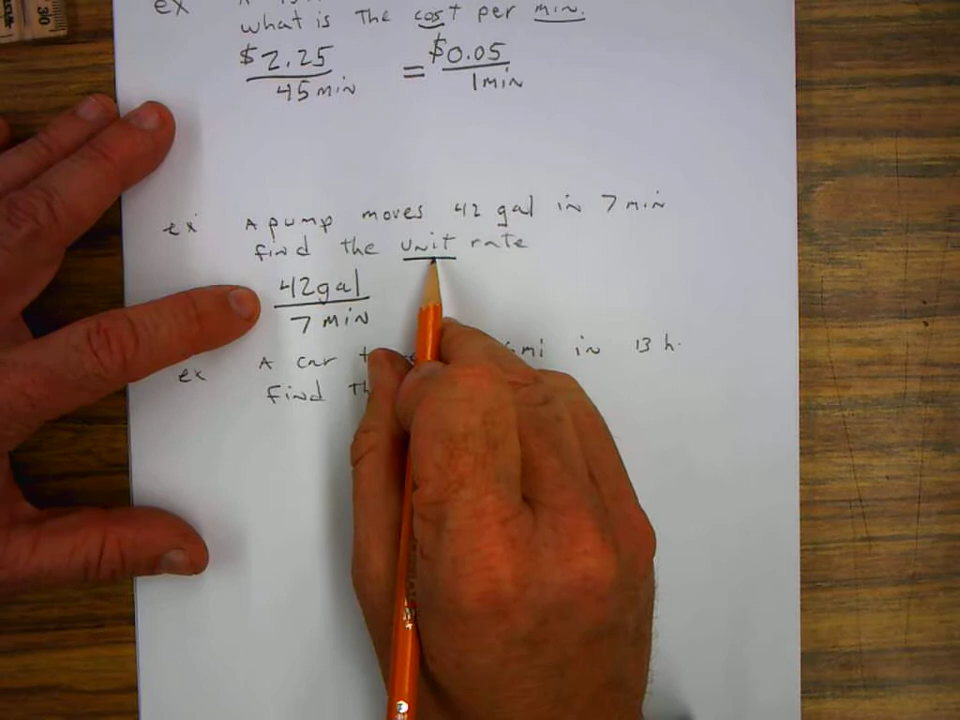 ex
what is the cost per min.
$2.25 / 45 min = $0.05 / 1 min
ex A pump moves 42 gal in 7 min
find the unit rate
42 gal / 7 min
ex A car mi in 13 h.
find
30